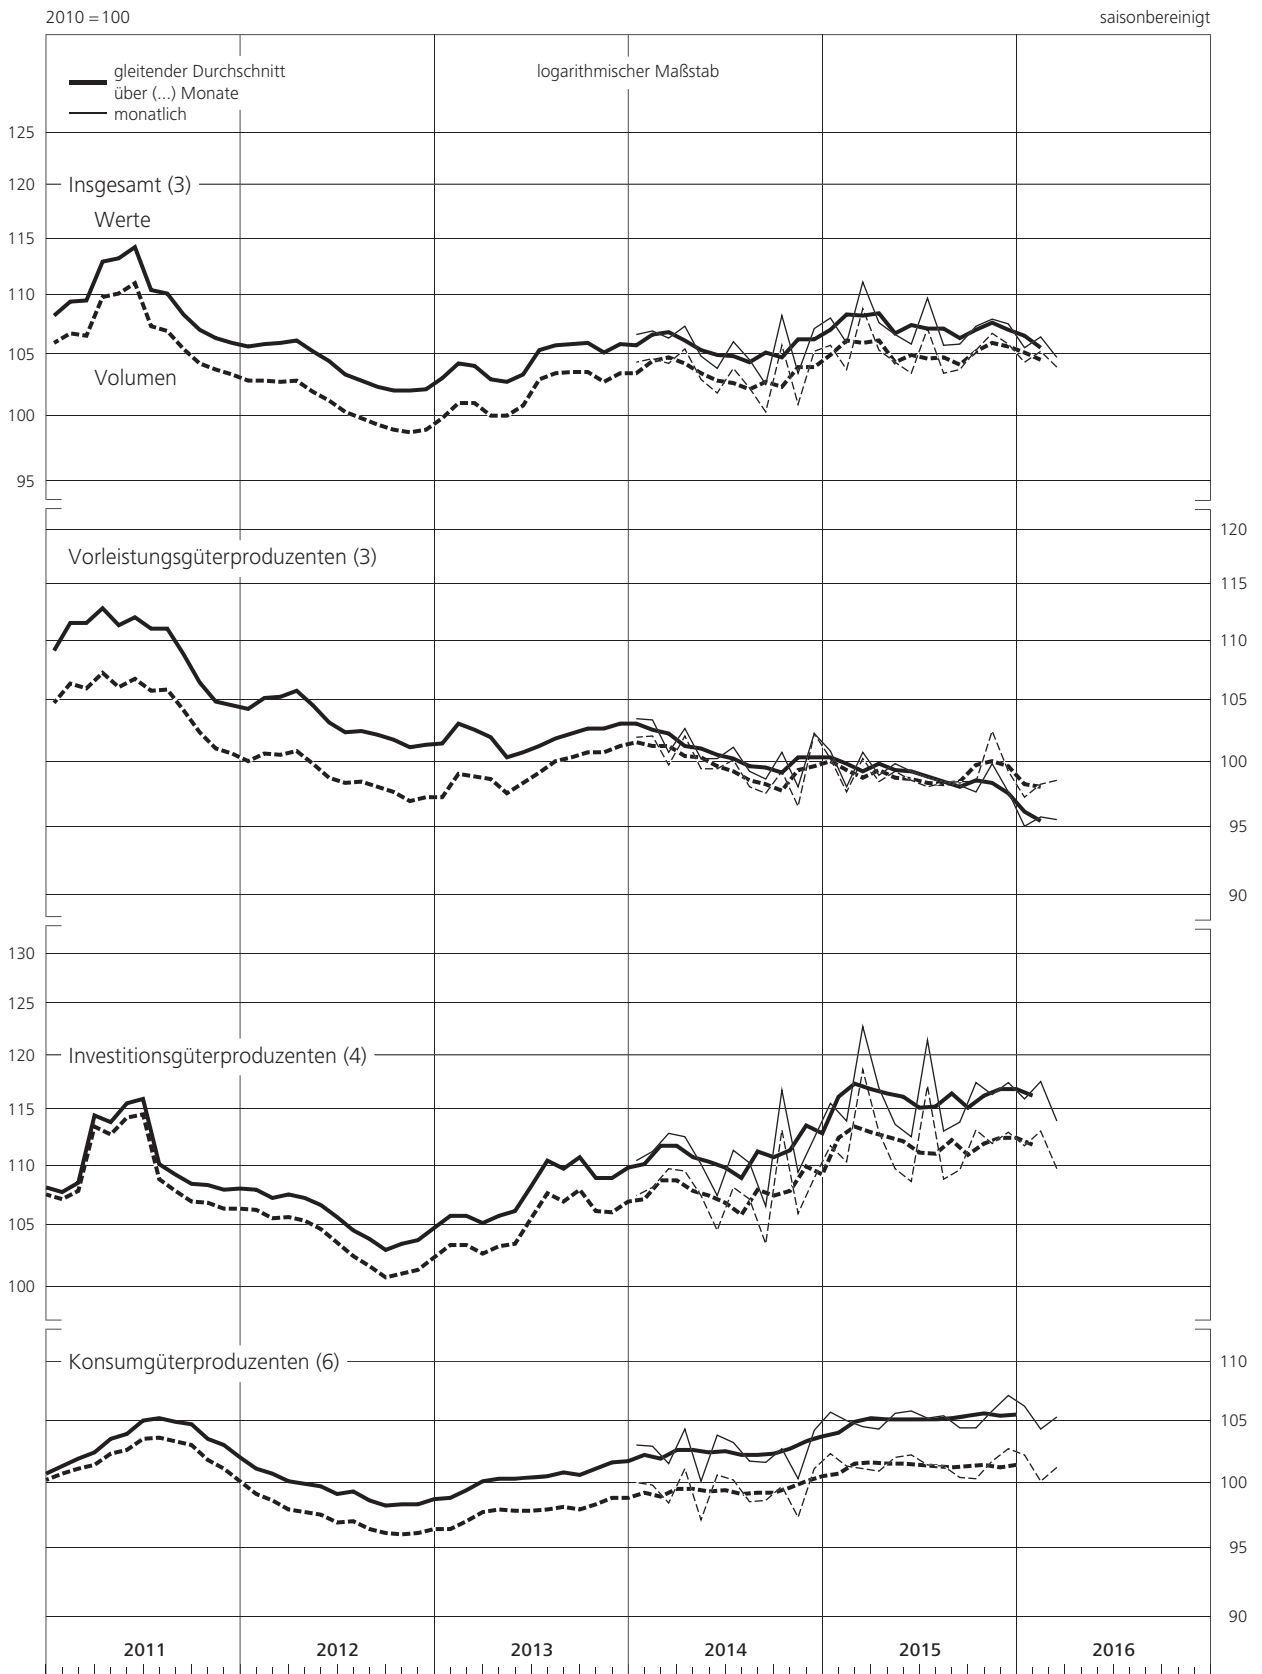 2010 = 100
saisonbereinigt
gleitender Durchschnitt
über (...) Monate
monatlich
logarithmischer Maßstab
125
120
115
110
105
100
95
Insgesamt (3)
Werte
Volumen
Vorleistungsgüterproduzenten (3)
120
115
110
105
100
95
90
130
125
120
115
110
105
100
Investitionsgüterproduzenten (4)
Konsumgüterproduzenten (6)
110
105
100
95
90
2011
2012
2013
2014
2015
2016